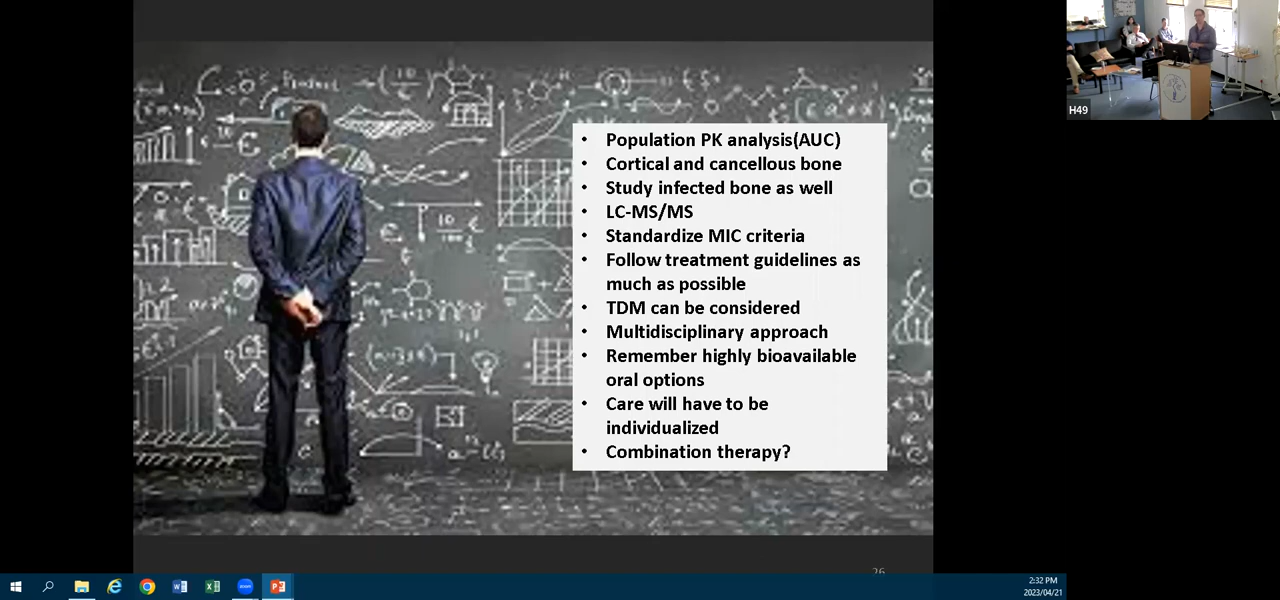 Product
H49
• Population PK analysis(AUC)
• Cortical and cancellous bone
• Study infected bone as well
• LC-MS/MS
• Standardize MIC criteria
• Follow treatment guidelines as
much as possible
• TDM can be considered
• Multidisciplinary approach
• Remember highly bioavailable
oral options
• Care will have to be
individualized
• Combination therapy?
26
2:32 PM
2023/04/21